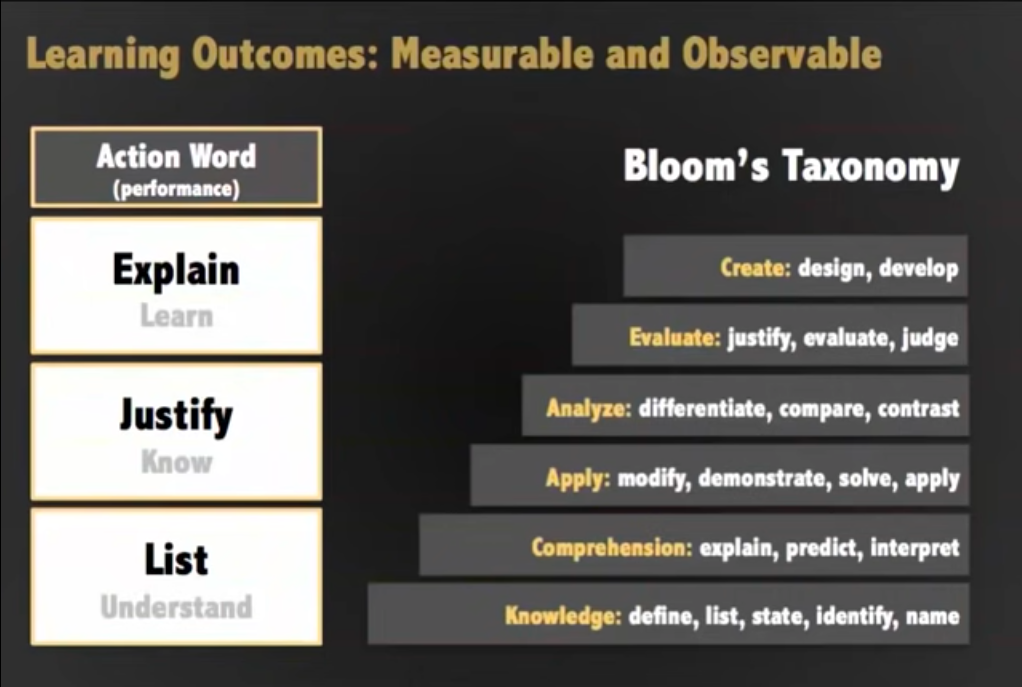 Learning Outcomes: Measurable and Observable
Action Word
(performance)
Explain
Learn
Justify
Know
List
Understand
Bloom's Taxonomy
Create: design, develop
Evaluate: justify, evaluate, judge
Analyze: differentiate, compare, contrast
Apply: modify, demonstrate, solve, apply
Comprehension: explain, predict, interpret
Knowledge: define, list, state, identify, name